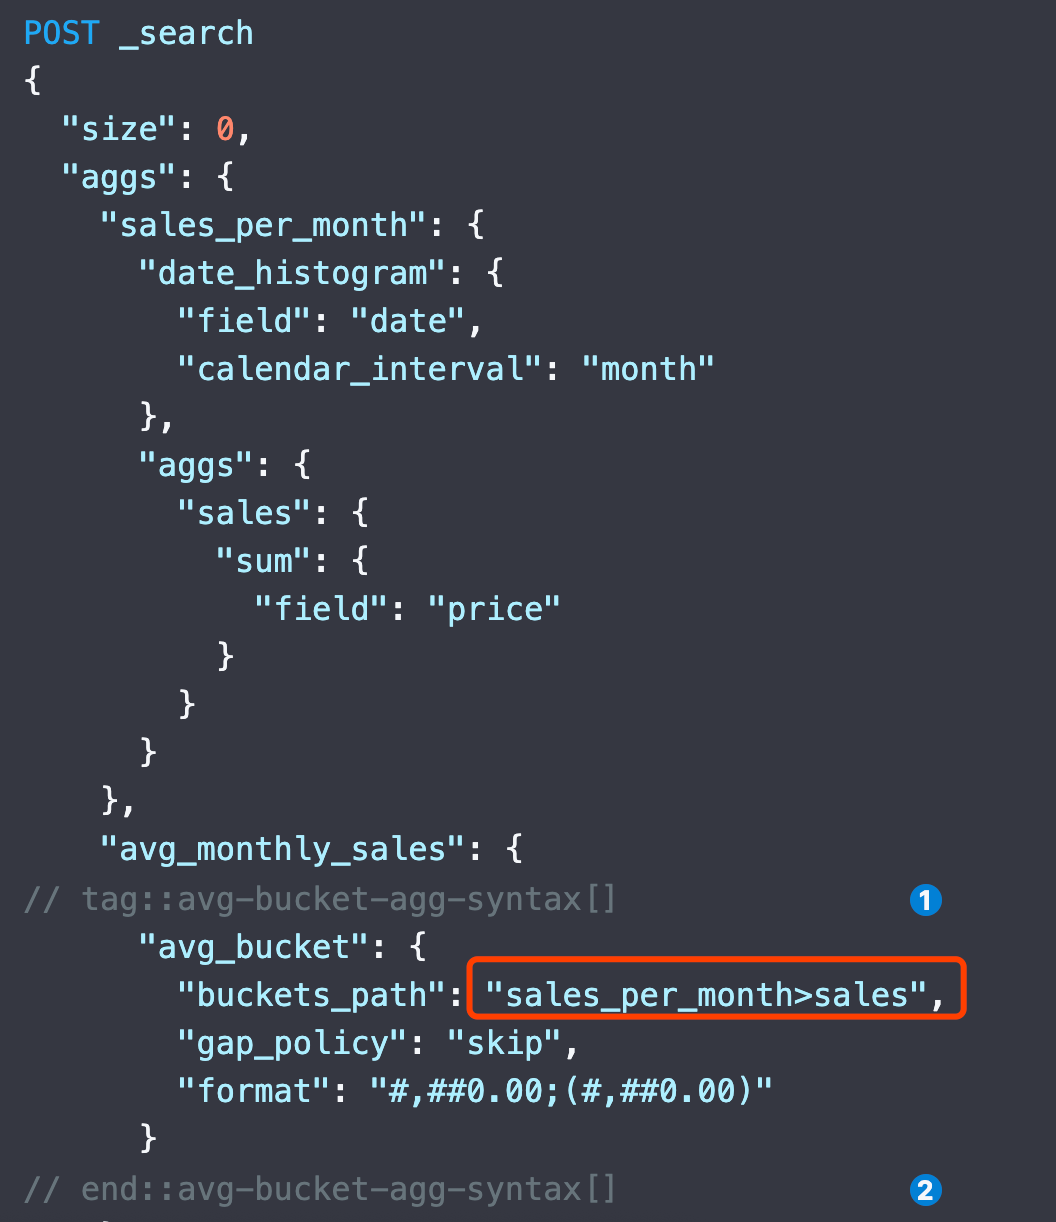 POST _search
{
  "size": 0,
  "aggs": {
    "sales_per_month": {
      "date_histogram": {
        "field": "date",
        "calendar_interval": "month"
      },
      "aggs": {
        "sales": {
          "sum": {
            "field": "price"
          }
        }
      }
    },
    "avg_monthly_sales": {
// tag::avg-bucket-agg-syntax[] 1
      "avg_bucket": {
        "buckets_path": "sales_per_month>sales",
        "gap_policy": "skip",
        "format": "#,##0.00;(#,##0.00)"
      }
// end::avg-bucket-agg-syntax[] 2